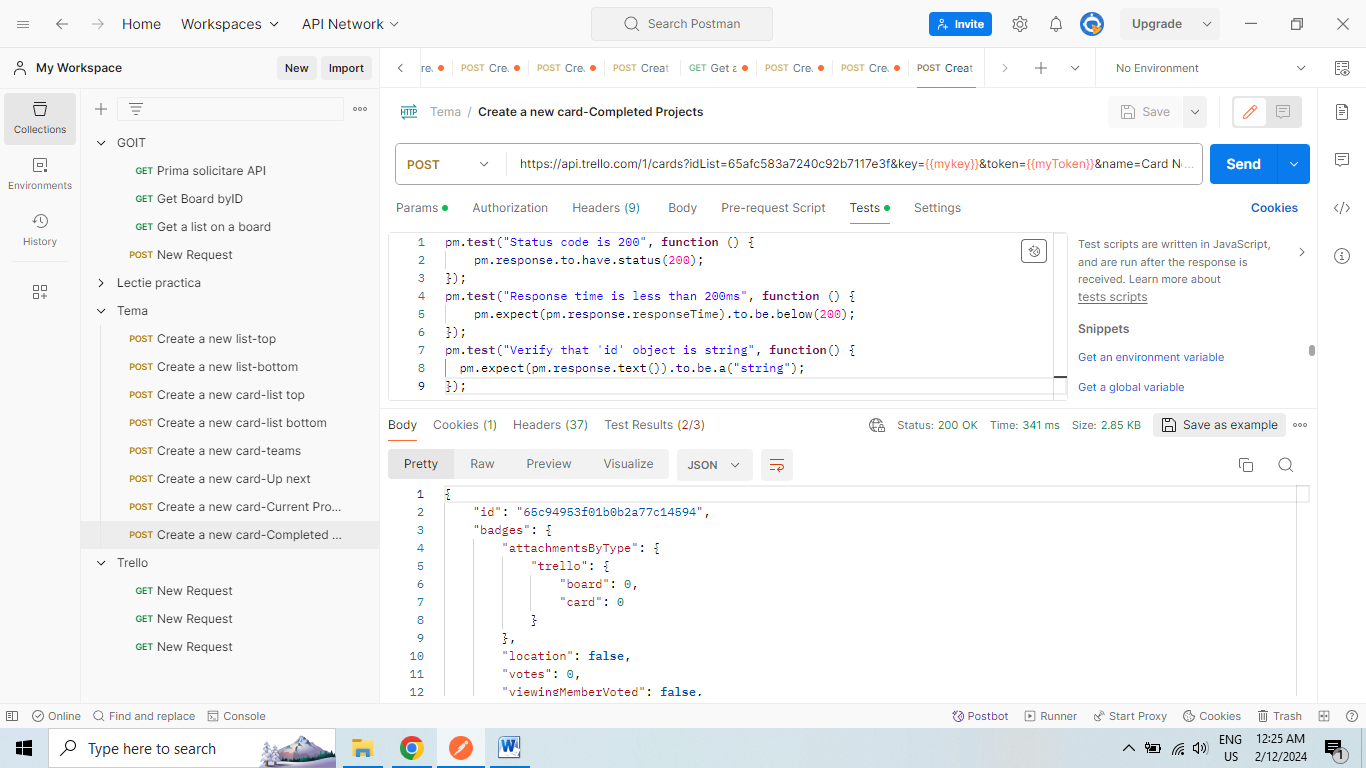 Home Workspaces API Network Search Postman Invite Upgrade
My Workspace New Import
re. POST Cre. POST Cre. POST Creat GET Get a POST Cre. POST Cre. POST Creat No Environment
Collections
Environments
History
GOIT
GET Prima solicitare API
GET Get Board byID
GET Get a list on a board
POST New Request
Lectie practica
Tema
POST Create a new list-top
POST Create a new list-bottom
POST Create a new card-list top
POST Create a new card-list bottom
POST Create a new card-teams
POST Create a new card-Up next
POST Create a new card-Current Pro...
POST Create a new card-Completed ...
Trello
GET New Request
GET New Request
GET New Request
HTTP Tema / Create a new card-Completed Projects Save
POST https://api.trello.com/1/cards?idList=65afc583a7240c92b7117e3f&key={{mykey}}&token={{myToken}}&name=Card N... Send
Params Authorization Headers (9) Body Pre-request Script Tests Settings Cookies
1 pm.test("Status code is 200", function () {
2 pm.response.to.have.status(200);
3 });
4 pm.test("Response time is less than 200ms", function () {
5 pm.expect(pm.response.responseTime).to.be.below(200);
6 });
7 pm.test("Verify that 'id' object is string", function() {
8 pm.expect(pm.response.text()).to.be.a("string");
9 });
Test scripts are written in JavaScript,
and are run after the response is
received. Learn more about
tests scripts
Snippets
Get an environment variable
Get a global variable
Body Cookies (1) Headers (37) Test Results (2/3) Status: 200 OK Time: 341 ms Size: 2.85 KB Save as example
Pretty Raw Preview Visualize JSON
1 {
2 "id": "65c94953f01b0b2a77c14594",
3 "badges": {
4 "attachmentsByType": {
5 "trello": {
6 "board": 0,
7 "card": 0
8 }
9 },
10 "location": false,
11 "votes": 0,
12 "viewingMemberVoted": false,
Online Find and replace Console Postbot Runner Start Proxy Cookies Trash
Type here to search
ENG
US
12:25 AM
2/12/2024
1